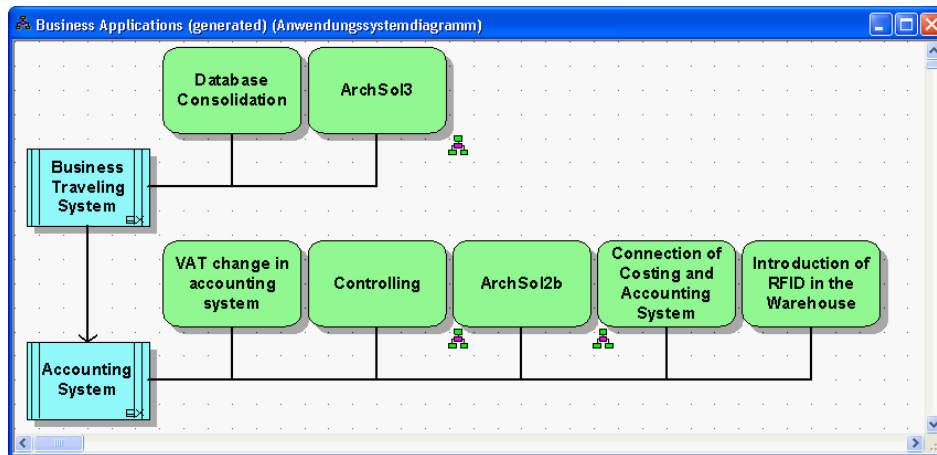 Business Applications (generated) (Anwendungssystemdiagramm)
Database
Consolidation
ArchSol3
Business
Traveling
System
VAT change in
accounting
system
Controlling
ArchSol2b
Connection of
Costing and
Accounting
System
Introduction of
RFID in the
Warehouse
Accounting
System